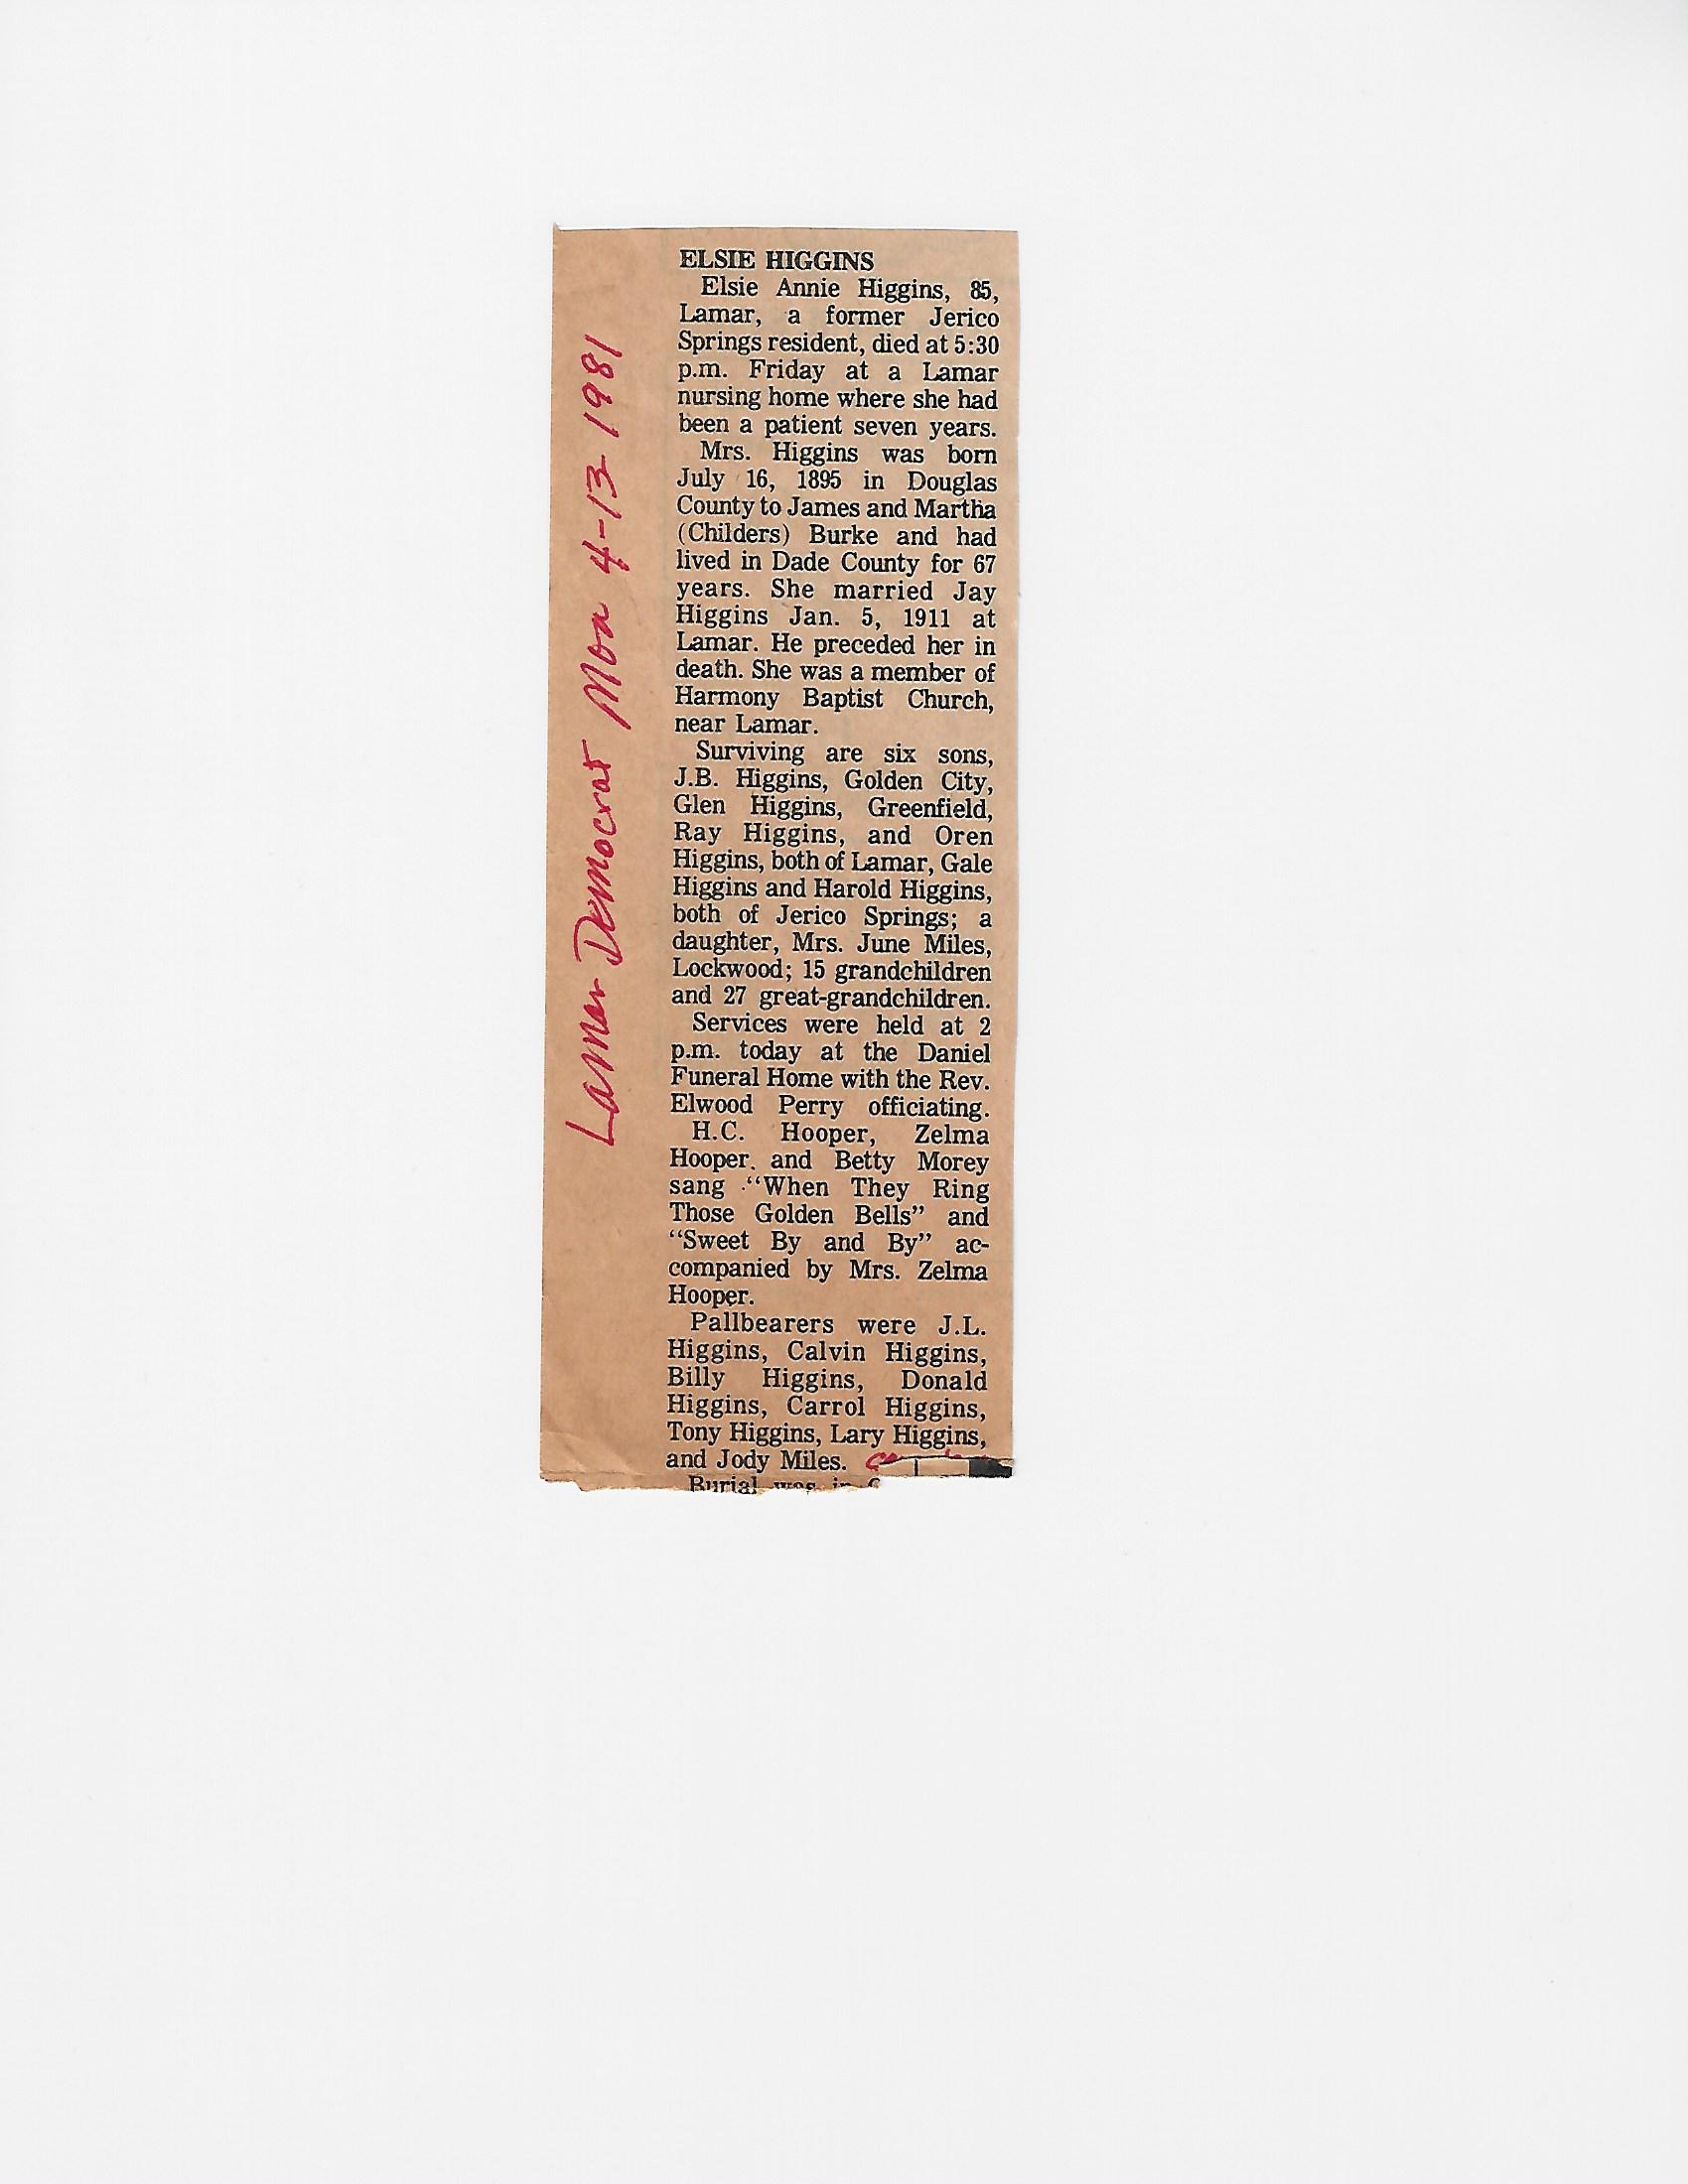 Lamar Democrat Mon 4-13-1981
ELSIE HIGGINS
Elsie Annie Higgins, 85,
Lamar, a former Jerico
Springs resident, died at 5:30
p.m. Friday at a Lamar
nursing home where she had
been a patient seven years.
Mrs. Higgins was born
July 16, 1895 in Douglas
County to James and Martha
(Childers) Burke and had
lived in Dade County for 67
years. She married Jay
Higgins Jan. 5, 1911 at
Lamar. He preceded her in
death. She was a member of
Harmony Baptist Church,
near Lamar.
Surviving are six sons,
J.B. Higgins, Golden City,
Glen Higgins, Greenfield,
Ray Higgins, and Oren
Higgins, both of Lamar, Gale
Higgins and Harold Higgins,
both of Jerico Springs; a
daughter, Mrs. June Miles,
Lockwood; 15 grandchildren
and 27 great-grandchildren.
Services were held at 2
p.m. today at the Daniel
Funeral Home with the Rev.
Elwood Perry officiating.
H.C. Hooper, Zelma
Hooper. and Betty Morey
sang "When They Ring
Those Golden Bells" and
"Sweet By and By" ac-
companied by Mrs. Zelma
Hooper.
Pallbearers were J.L.
Higgins, Calvin Higgins,
Billy Higgins, Donald
Higgins, Carrol Higgins,
Tony Higgins, Lary Higgins,
and Jody Miles.
Burial was in